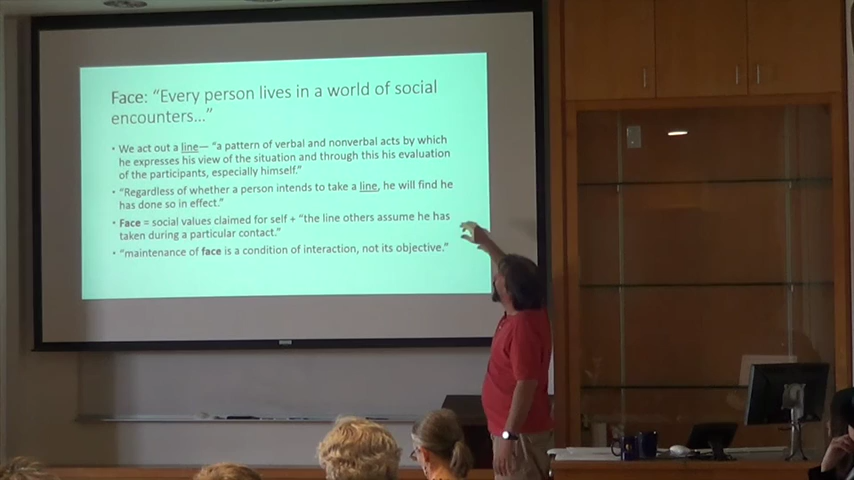 Face: “Every person lives in a world of social
encounters…”
• We act out a line— “a pattern of verbal and nonverbal acts by which
he expresses his view of the situation and through this his evaluation
of the participants, especially himself.”
• “Regardless of whether a person intends to take a line, he will find he
has done so in effect.”
• Face = social values claimed for self + “the line others assume he has
taken during a particular contact.”
• “maintenance of face is a condition of interaction, not its objective.”